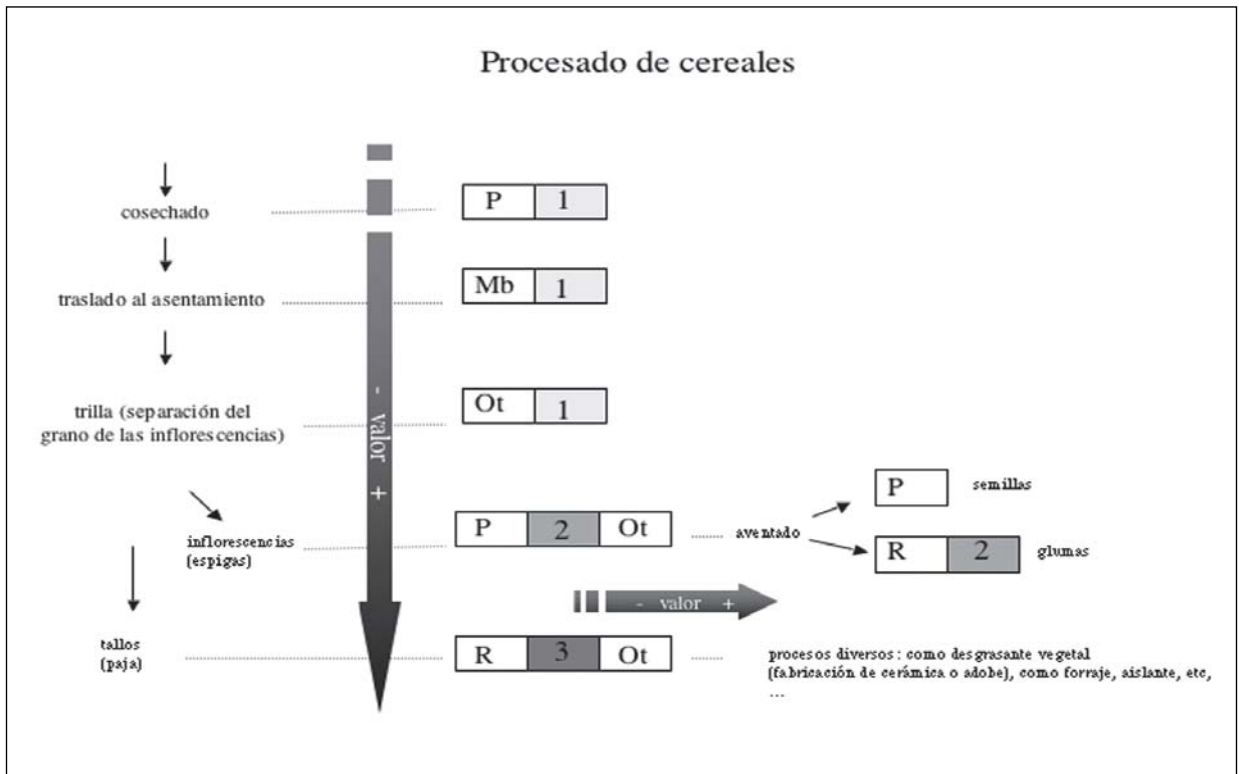 Procesado de cereales
cosechado
P 1
traslado al asentamiento
Mb 1
trilla (separación del
grano de las inflorescencias)
Ot 1
- valor +
inflorescencias
(espigas)
P 2 Ot
aventado
P
semillas
R 2
glumas
- valor +
tallos
(paja)
R 3 Ot
procesos diversos : como desgrasante vegetal
(fabricación de cerámica o adobe), como forraje, aislante, etc,
...